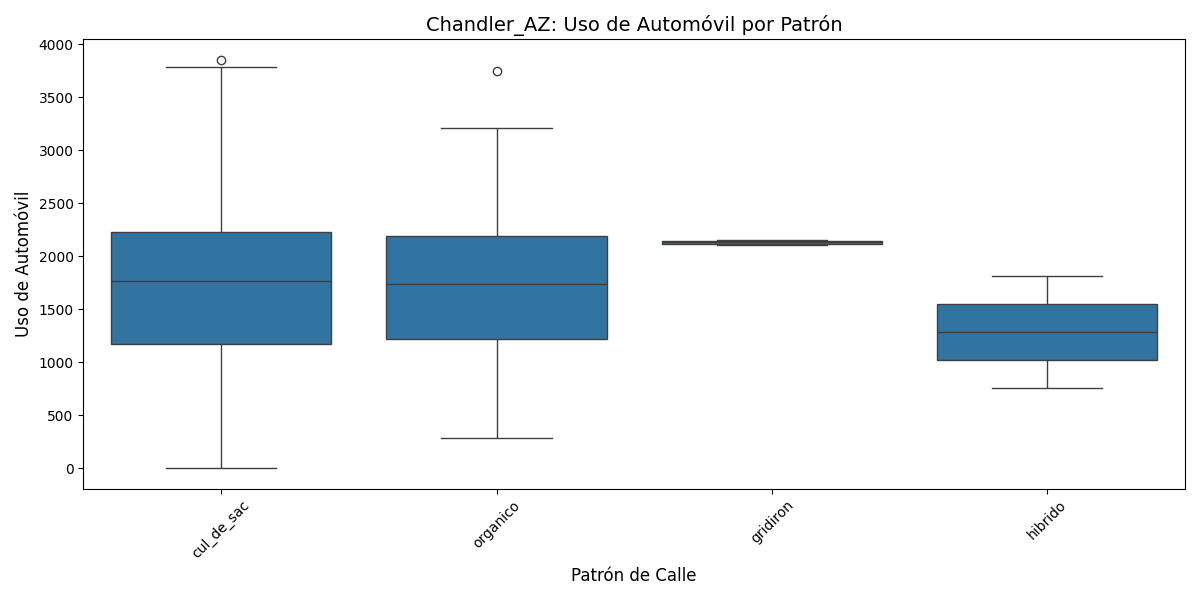 Chandler_AZ: Uso de Automóvil por Patrón
Uso de Automóvil
4000
3500
3000
2500
2000
1500
1000
500
0
cul_de_sac
organico
gridiron
hibrido
Patrón de Calle